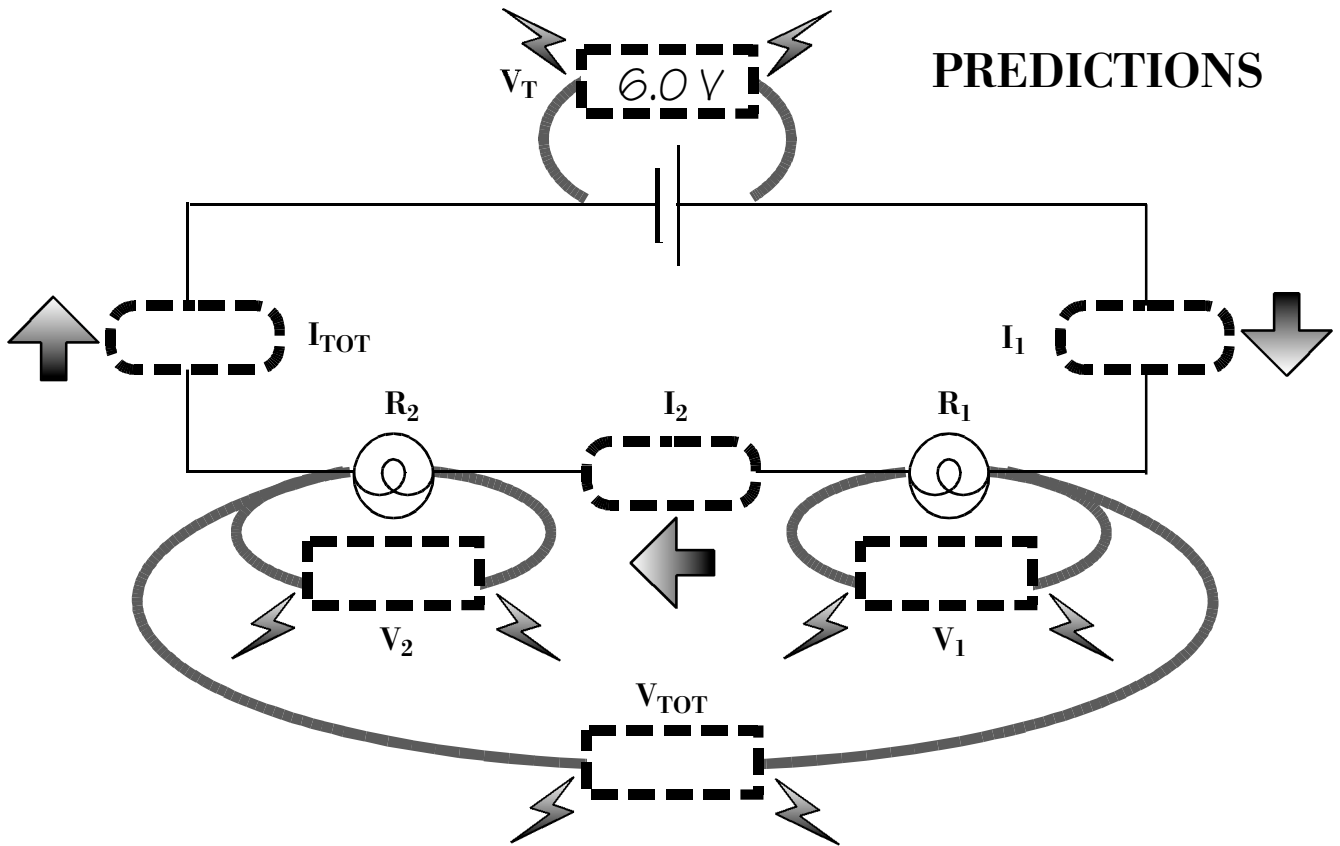 PREDICTIONS
V_T
6.0 V
I_TOT
I_1
R_2
I_2
R_1
V_2
V_1
V_TOT